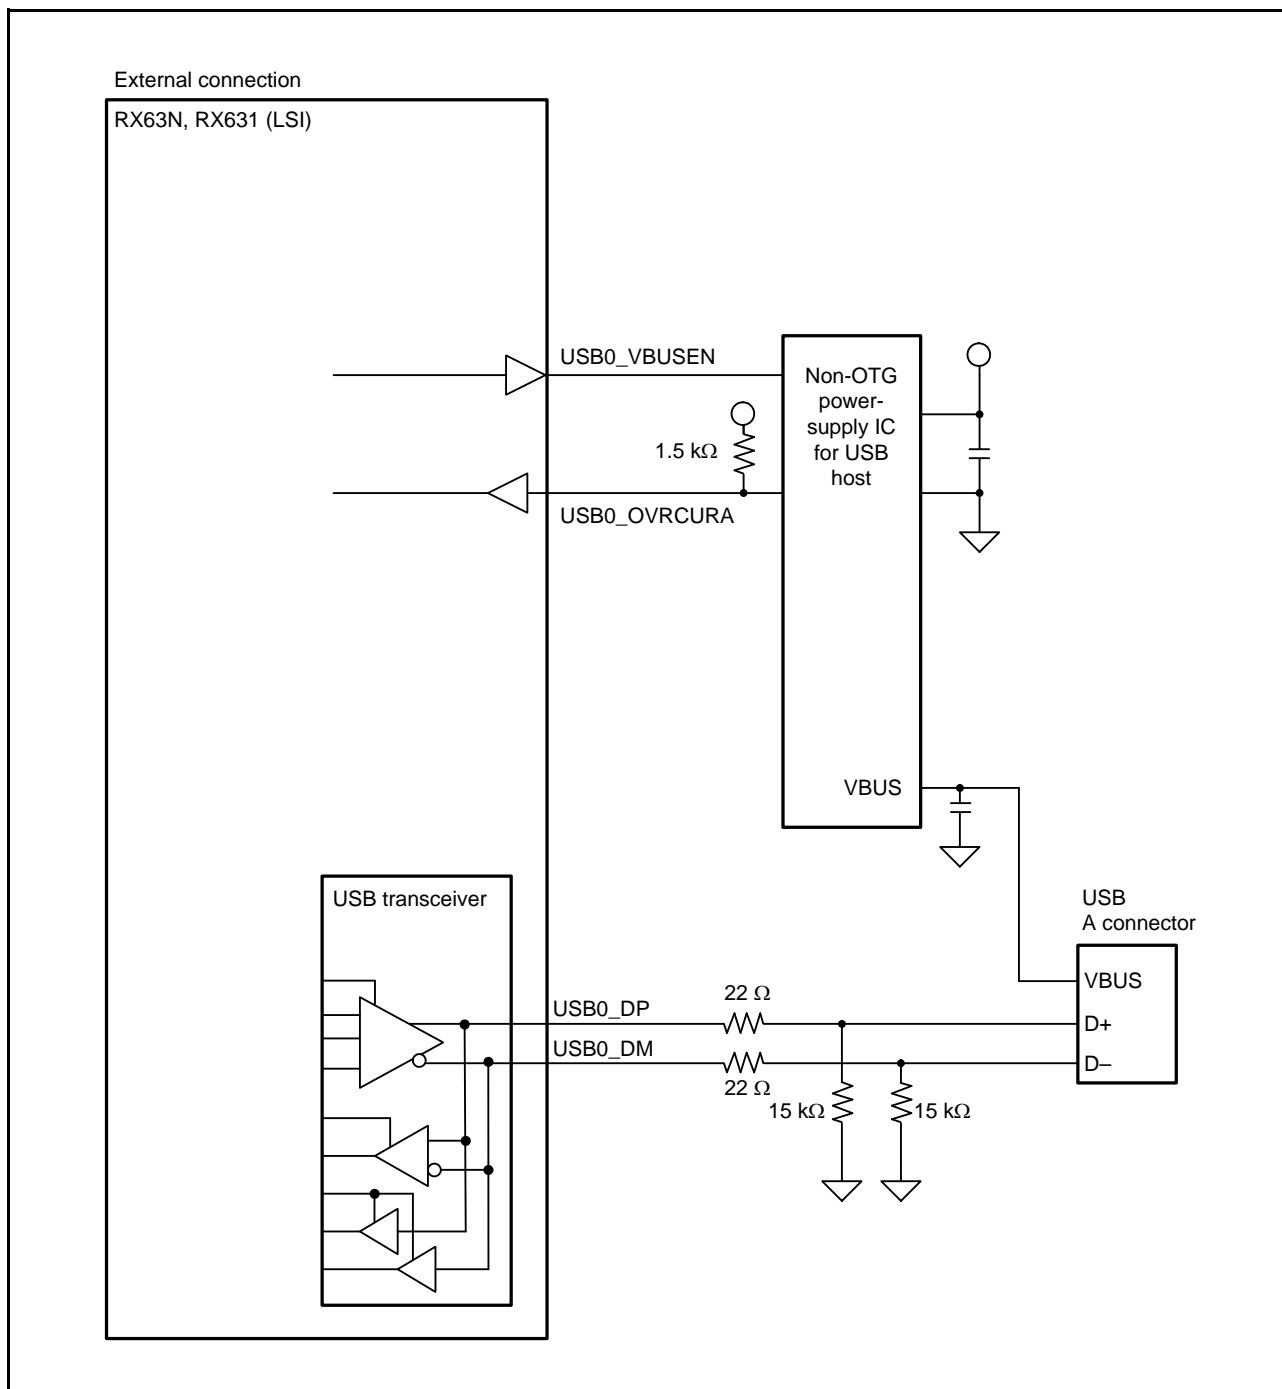 External connection
RX63N, RX631 (LSI)
USB0_VBUSEN
Non-OTG
power-
supply IC
for USB
host
1.5 kΩ
USB0_OVRCURA
VBUS
USB transceiver
USB
A connector
VBUS
22 Ω
USB0_DP
D+
USB0_DM
D–
22 Ω
15 kΩ
15 kΩ